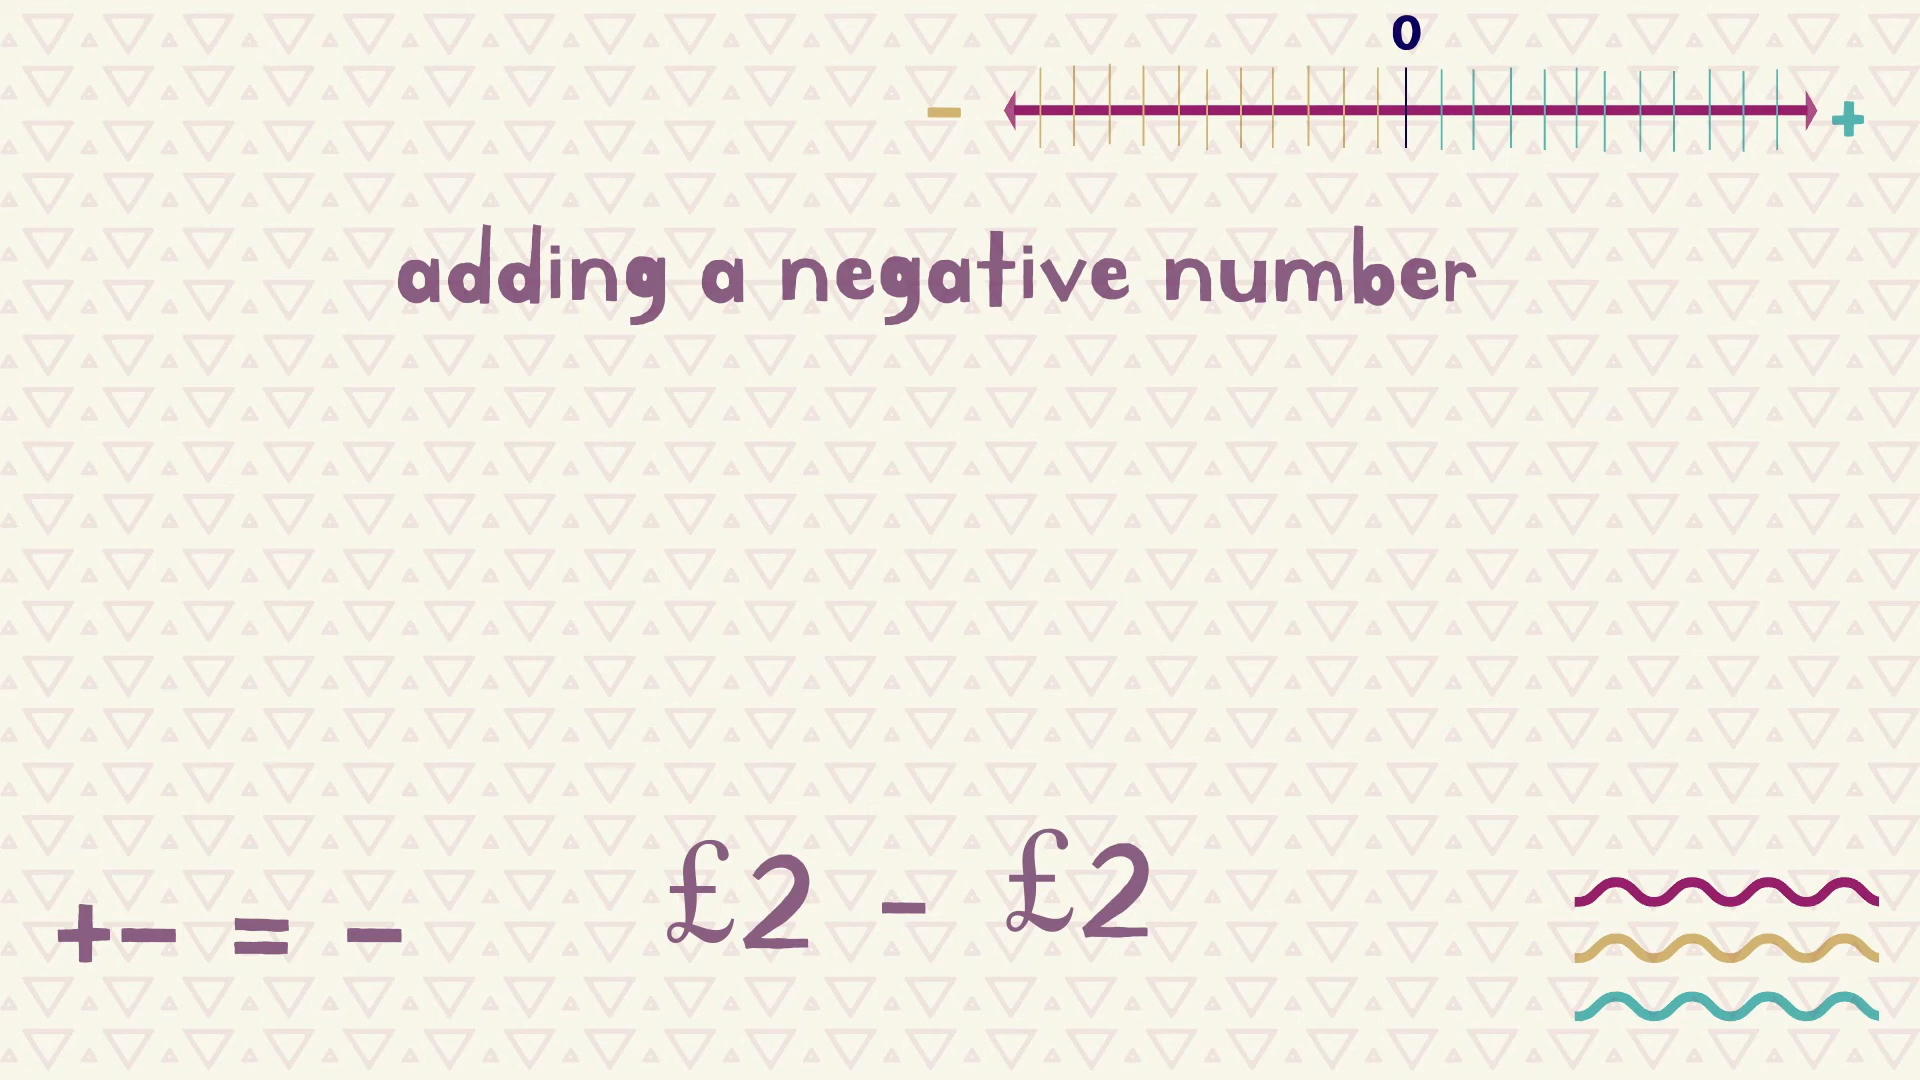 0
- +
adding a negative number
£2 - £2
+- = -